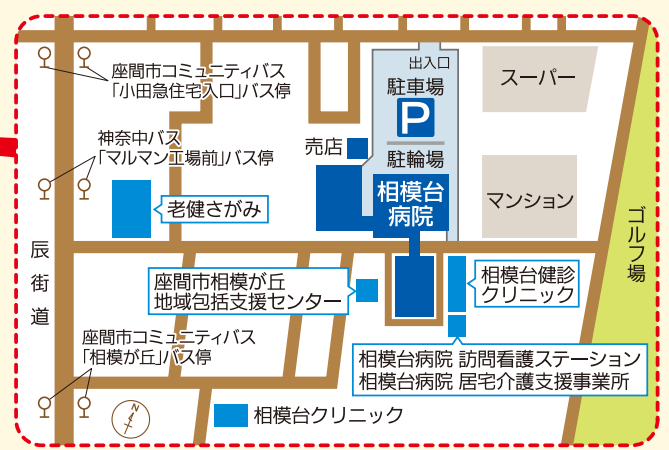 座間市コミュニティバス
「小田急住宅入口」バス停
神奈中バス
「マルマン工場前」バス停
老健さがみ
出入口
駐車場
P
駐輪場
売店
相模台
病院
スーパー
マンション
ゴルフ場
辰街道
座間市相模が丘
地域包括支援センター
相模台健診
クリニック
座間市コミュニティバス
「相模が丘」バス停
相模台病院 訪問看護ステーション
相模台病院 居宅介護支援事業所
相模台クリニック
N